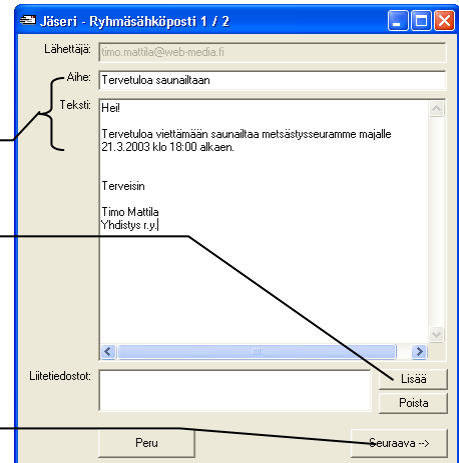 Jäseri - Ryhmäsähköposti 1 / 2
Lähettäjä: timo.mattila@web-media.fi
Aihe: Tervetuloa saunailtaan
Teksti: Hei!
Tervetuloa viettämään saunailtaa metsästysseuramme majalle
21.3.2003 klo 18:00 alkaen.
Terveisin
Timo Mattila
Yhdistys r.y.
Liitetiedostot:
Lisää
Poista
Peru
Seuraava -->